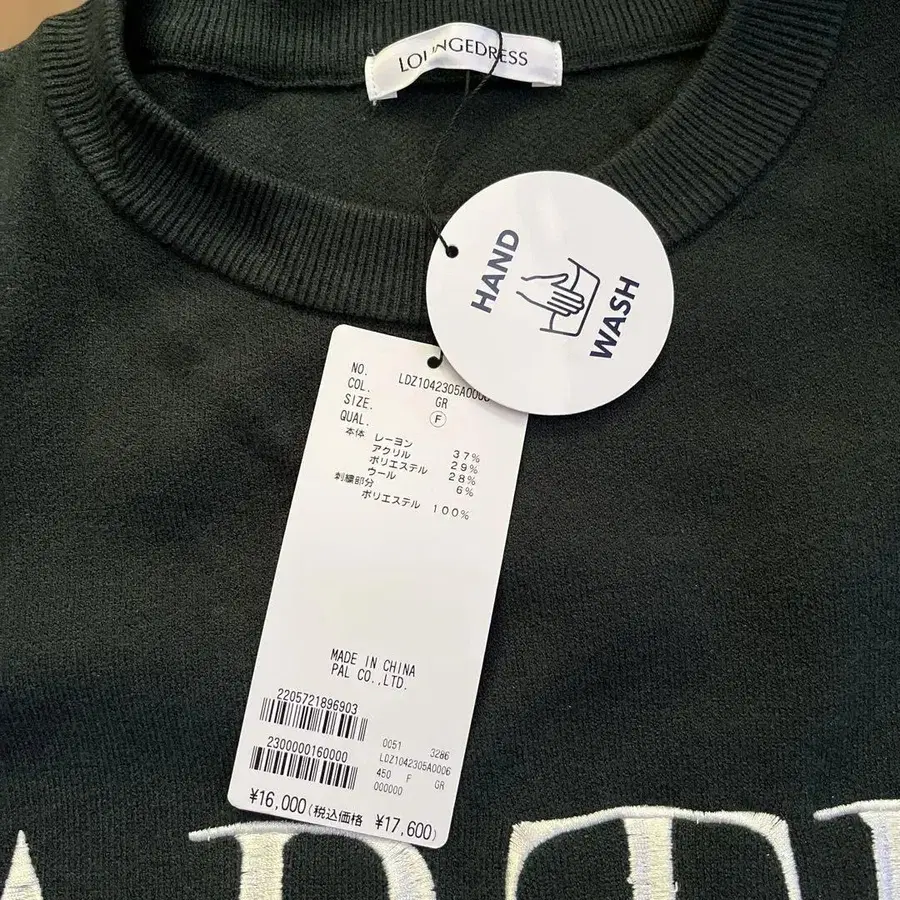 LOUNGEDRESS
HAND
WASH
NO. LDZ1042305A000
COL. GR
SIZE. F
QUAL.
本体 レーヨン 37%
アクリル 29%
ポリエステル 28%
ウール 6%
刺繍部分
ポリエステル 100%
MADE IN CHINA
PAL CO.,LTD.
2205721896903
2300000160000
0051 3286
LDZ1042305A0006
450 F GR
000000
¥16,000(税込価格 ¥17,600)